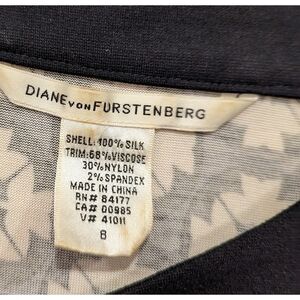 DIANE VON FURSTENBERG
SHELL: 100% SILK
TRIM: 68% VISCOSE
30% NYLON
2% SPANDEX
MADE IN CHINA
RN# 84177
CA# 00985
V# 41011
8